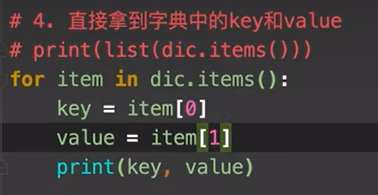 # 4. 直接拿到字典中的key和value
# print(list(dic.items()))
for item in dic.items():
    key = item[0]
    value = item[1]
    print(key, value)